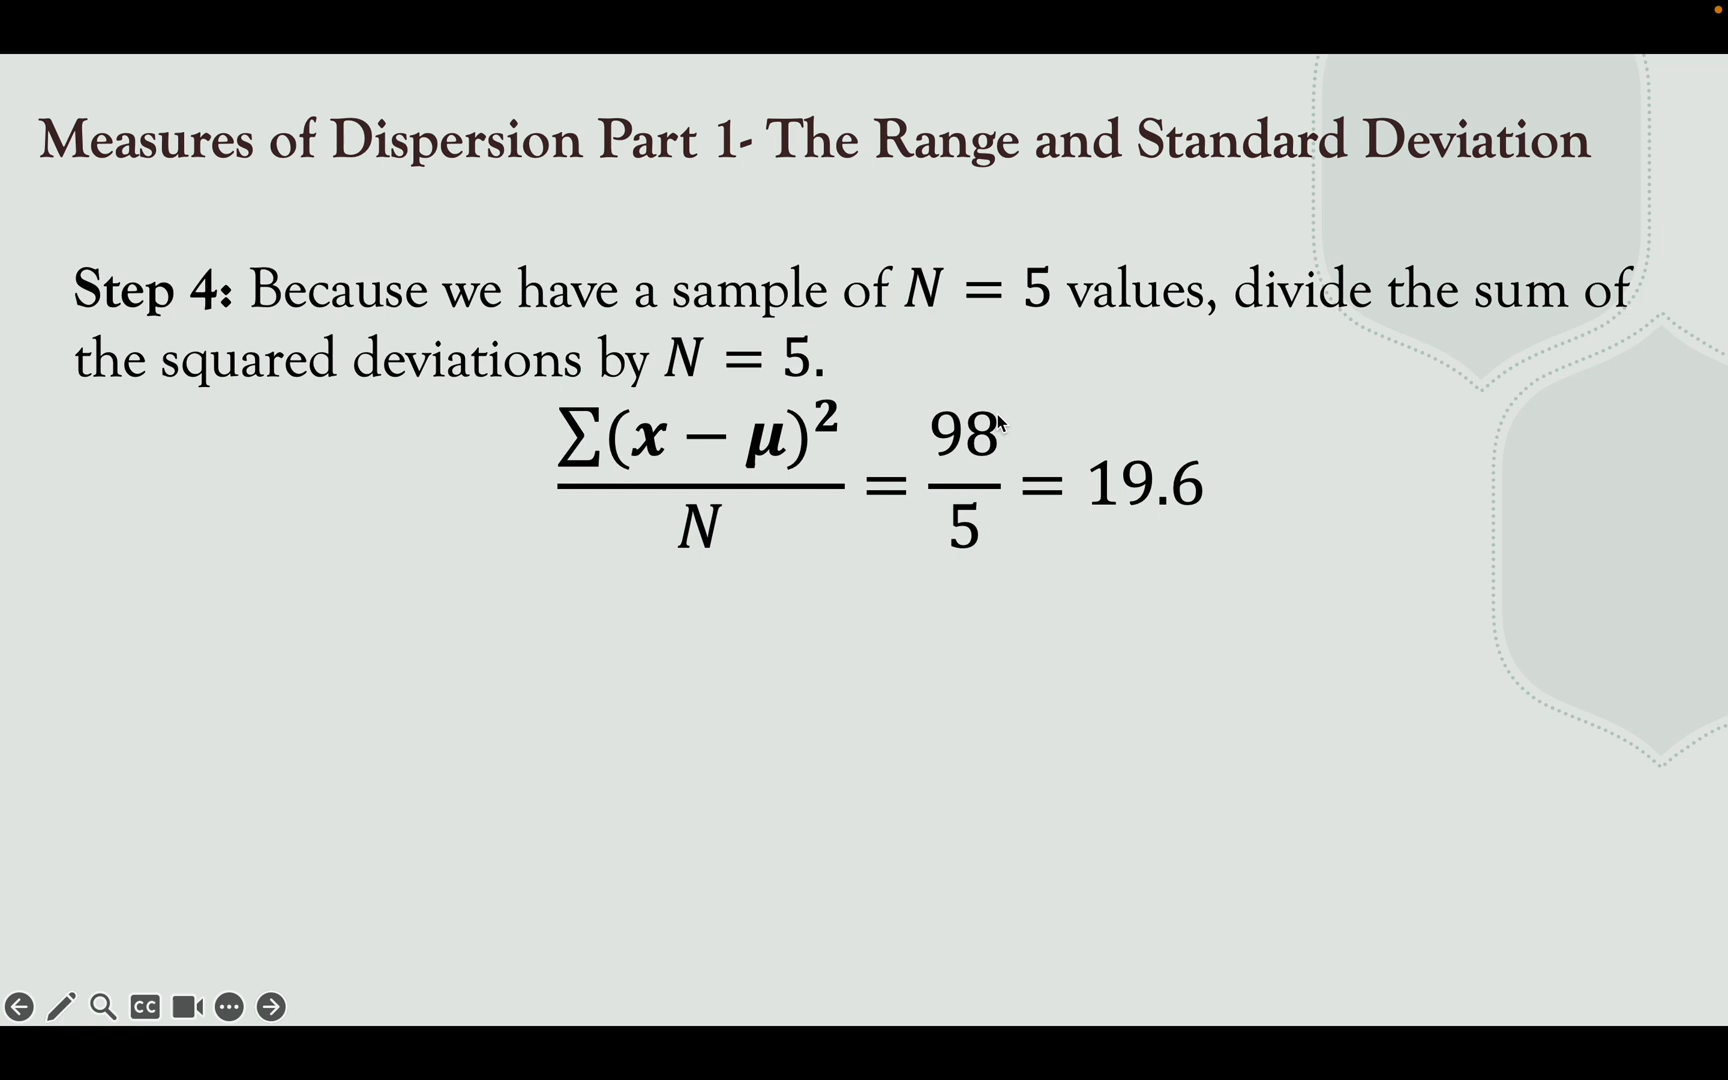 Measures of Dispersion Part 1- The Range and Standard Deviation
Step 4: Because we have a sample of N = 5 values, divide the sum of
the squared deviations by N = 5.
∑(x − μ)² / N = 98 / 5 = 19.6
CC